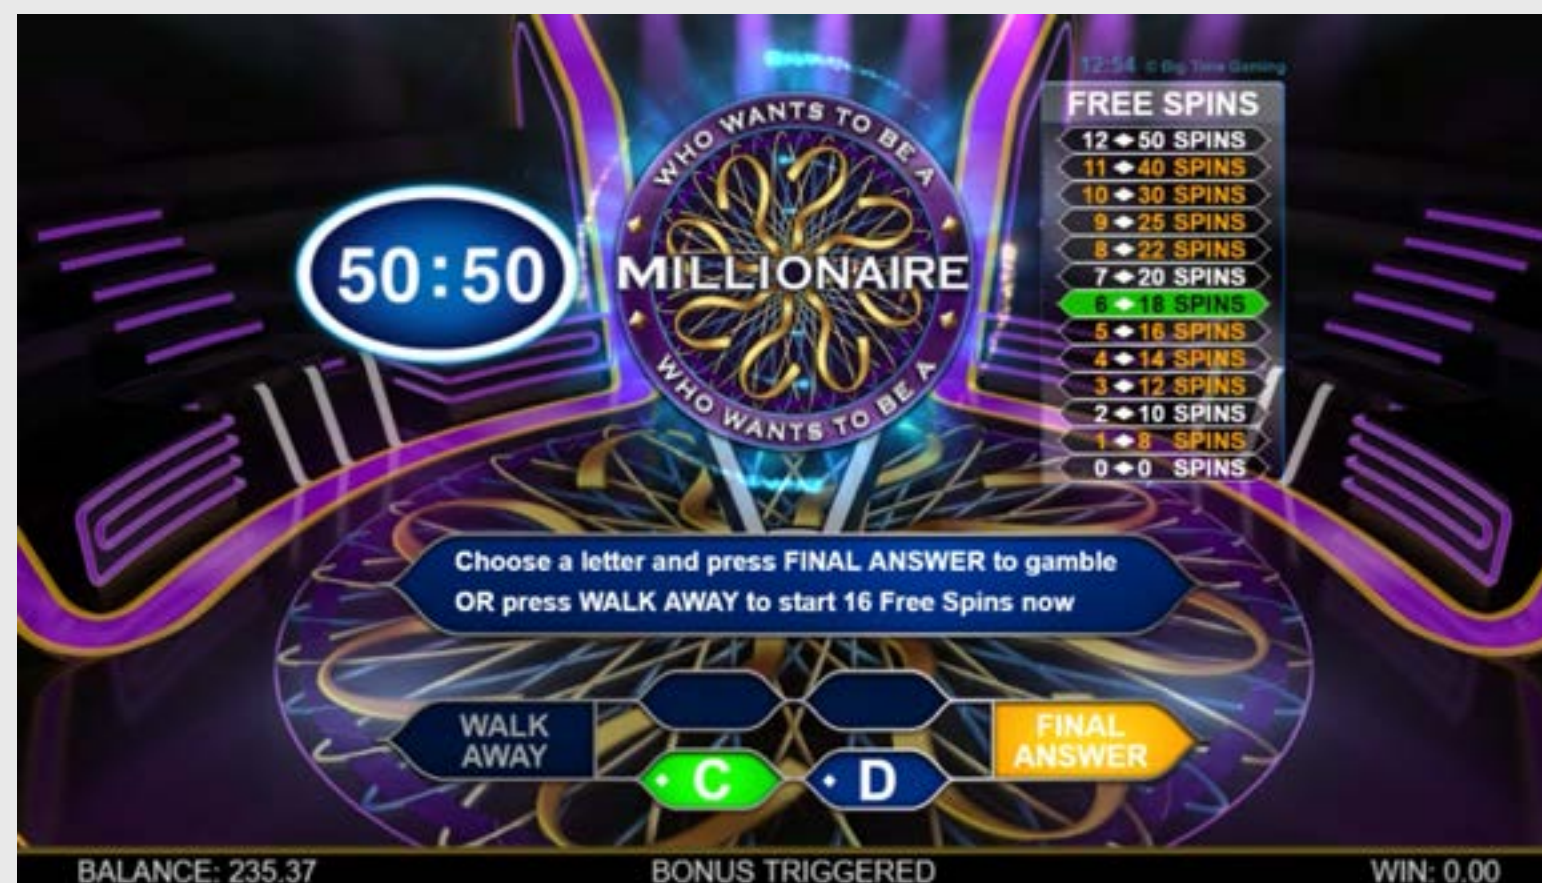 12:54 © Big Time Gaming
WHO WANTS TO BE A
MILLIONAIRE
WHO WANTS TO BE A
50:50
FREE SPINS
12 ◆ 50 SPINS
11 ◆ 40 SPINS
10 ◆ 30 SPINS
9 ◆ 25 SPINS
8 ◆ 22 SPINS
7 ◆ 20 SPINS
6 ◆ 18 SPINS
5 ◆ 16 SPINS
4 ◆ 14 SPINS
3 ◆ 12 SPINS
2 ◆ 10 SPINS
1 ◆ 8 SPINS
0 ◆ 0 SPINS
Choose a letter and press FINAL ANSWER to gamble
OR press WALK AWAY to start 16 Free Spins now
WALK
AWAY
C
D
FINAL
ANSWER
BALANCE: 235.37
BONUS TRIGGERED
WIN: 0.00